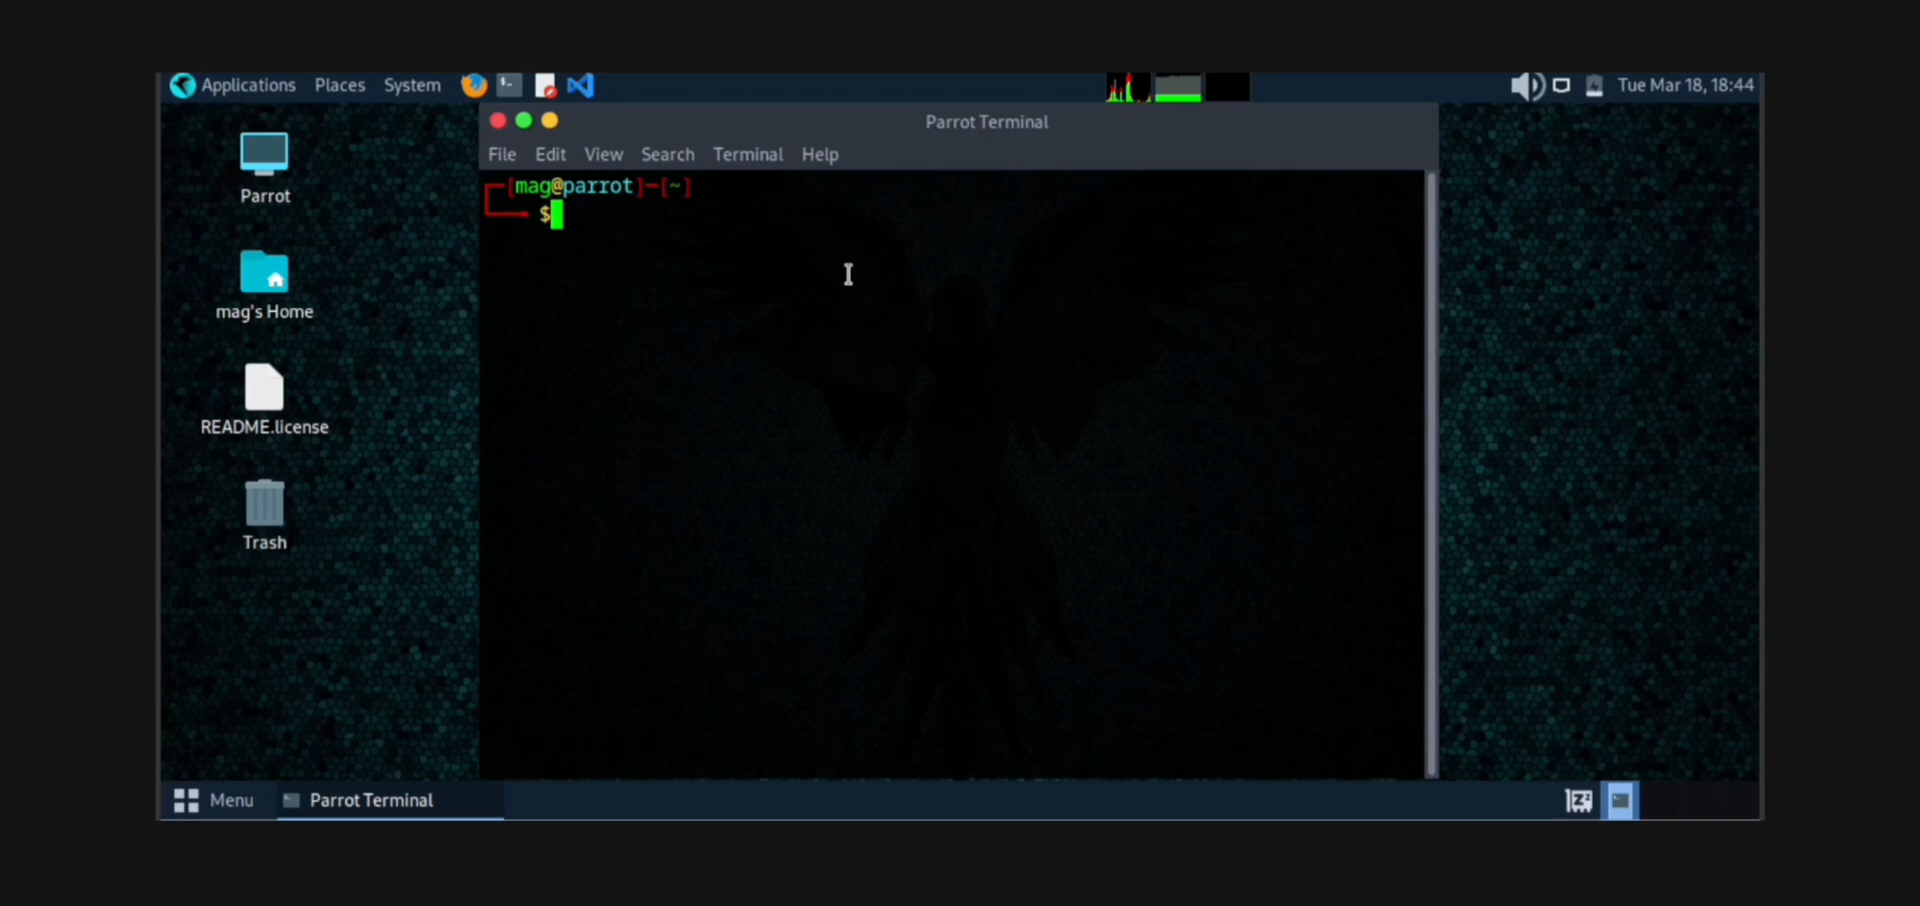 Applications Places System Tue Mar 18, 18:44
Parrot Terminal
File Edit View Search Terminal Help
┌─[mag@parrot]─[~]
└──╼ $
Parrot
mag's Home
README.license
Trash
Menu Parrot Terminal